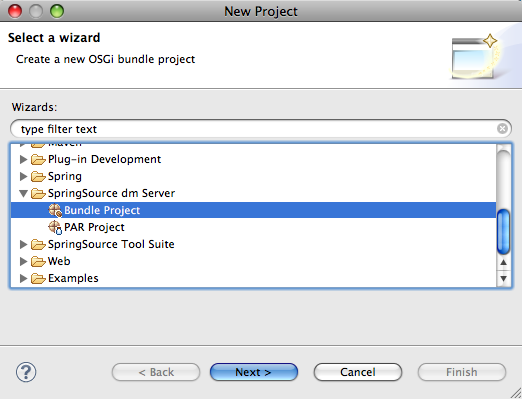 New Project
Select a wizard
Create a new OSGi bundle project
Wizards:
type filter text
Maven
Plug-in Development
Spring
SpringSource dm Server
Bundle Project
PAR Project
SpringSource Tool Suite
Web
Examples
?
< Back
Next >
Cancel
Finish